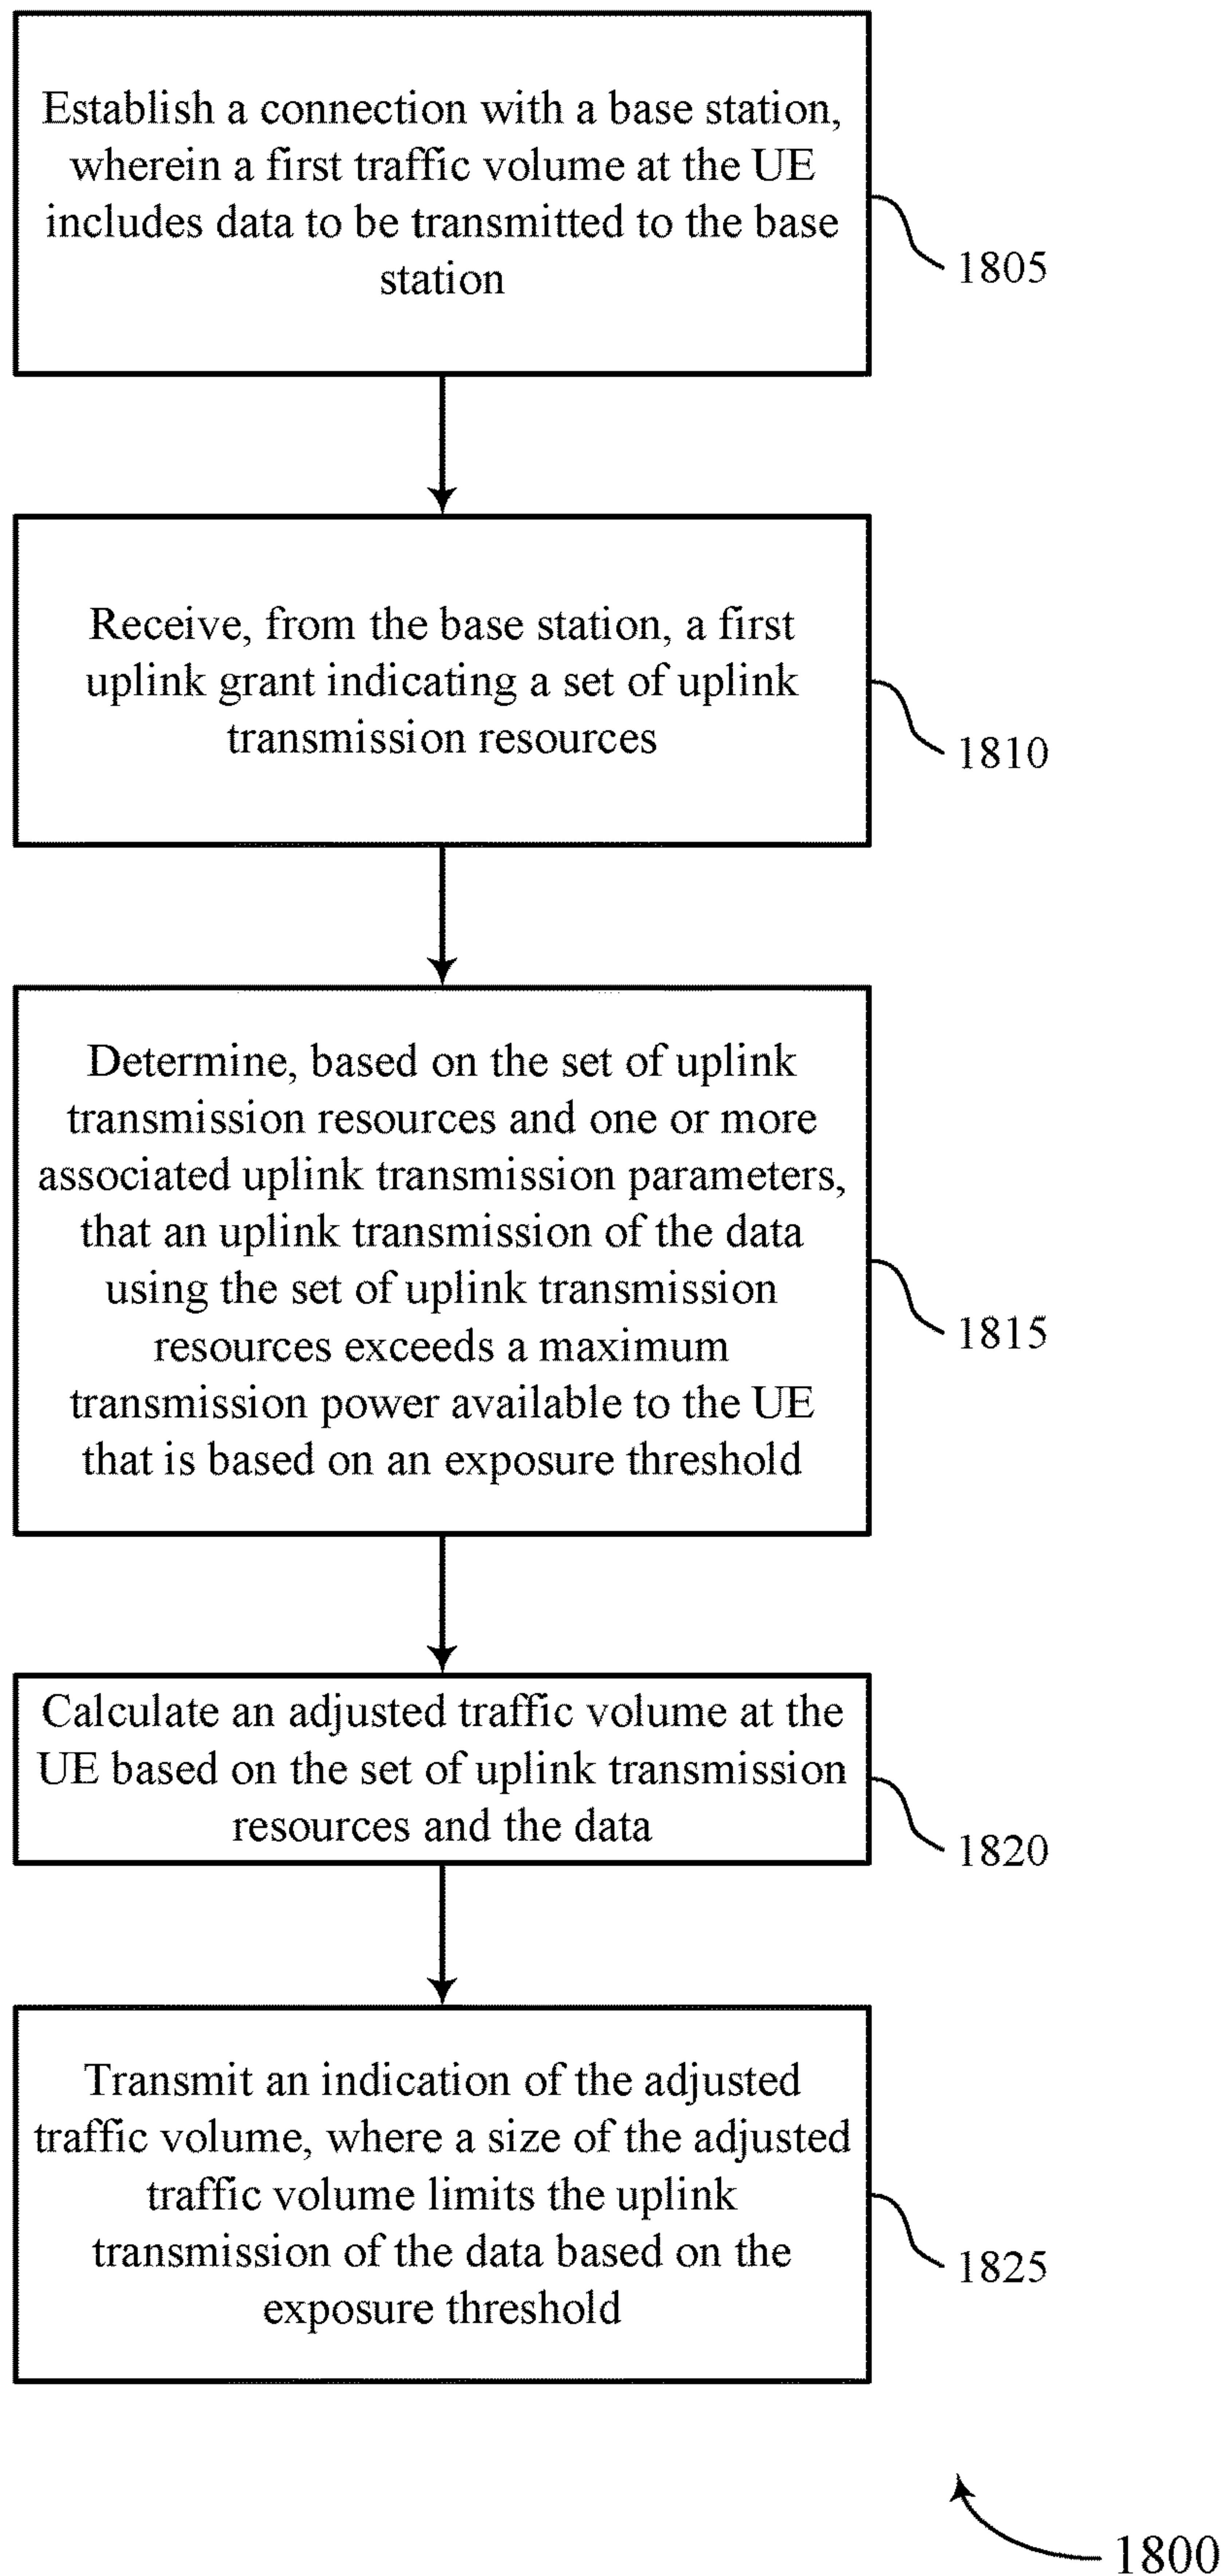 Establish a connection with a base station,
wherein a first traffic volume at the UE
includes data to be transmitted to the base
station
1805
Receive, from the base station, a first
uplink grant indicating a set of uplink
transmission resources
1810
Determine, based on the set of uplink
transmission resources and one or more
associated uplink transmission parameters,
that an uplink transmission of the data
using the set of uplink transmission
resources exceeds a maximum
transmission power available to the UE
that is based on an exposure threshold
1815
Calculate an adjusted traffic volume at the
UE based on the set of uplink transmission
resources and the data
1820
Transmit an indication of the adjusted
traffic volume, where a size of the adjusted
traffic volume limits the uplink
transmission of the data based on the
exposure threshold
1825
1800